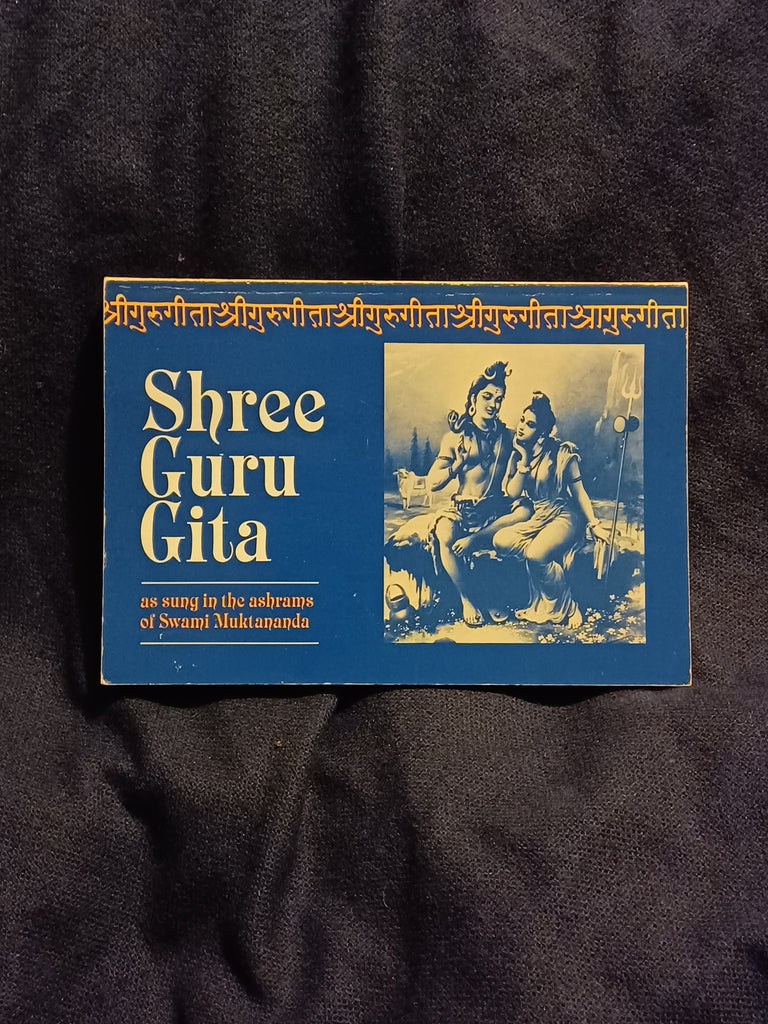 श्रीगुरुगीताश्रीगुरुगीताश्रीगुरुगीताश्रीगुरुगीताश्रीगुरुगीता
Shree
Guru
Gita
as sung in the ashrams
of Swami Muktananda